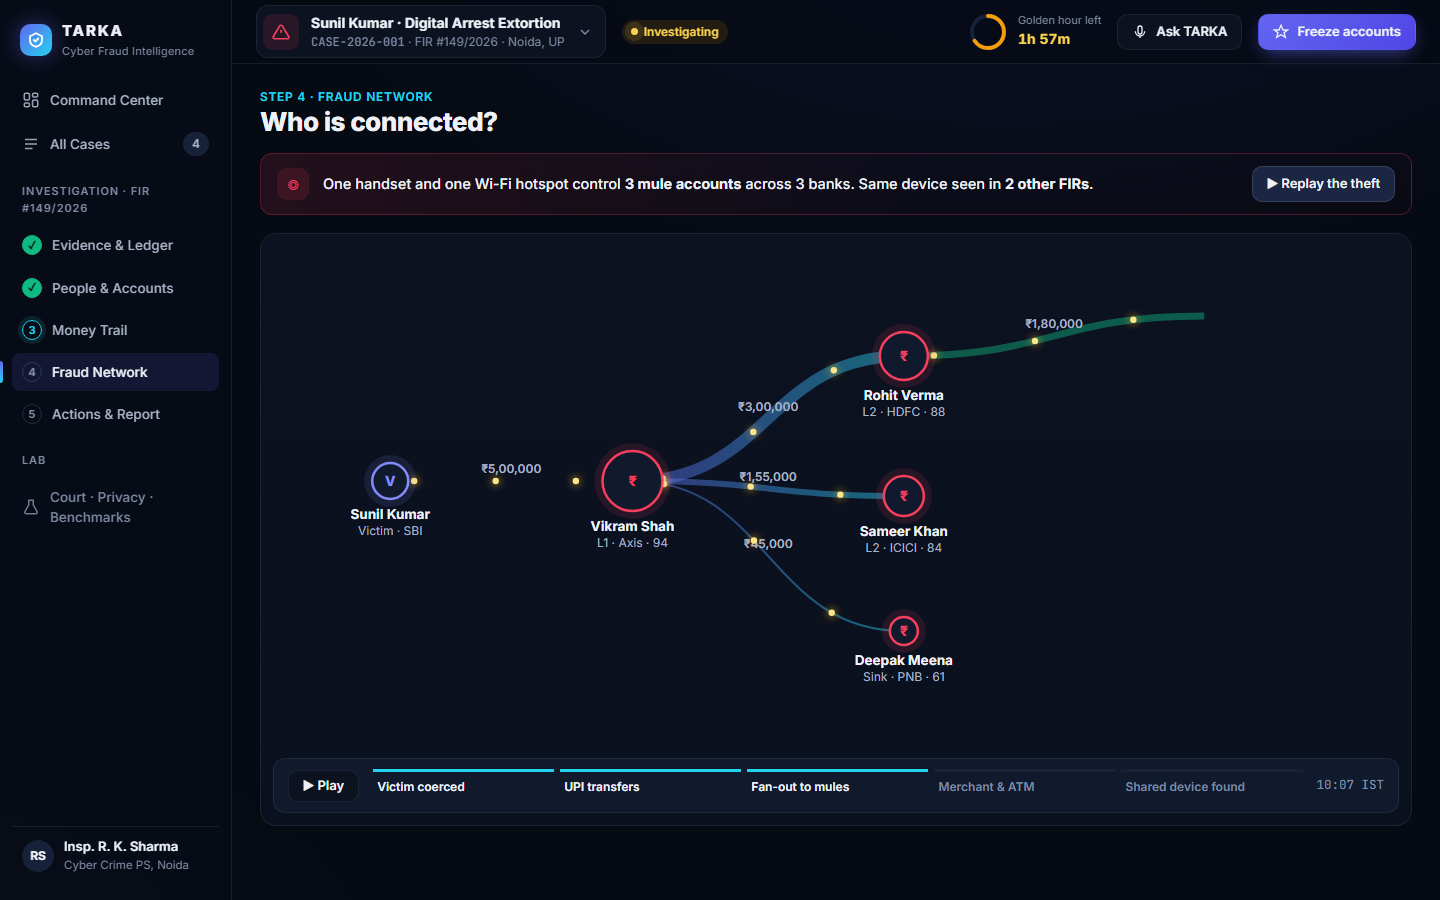 TARKA
Cyber Fraud Intelligence
Command Center
All Cases
4
INVESTIGATION · FIR
#149/2026
Evidence & Ledger
People & Accounts
3
Money Trail
4
Fraud Network
5
Actions & Report
LAB
Court · Privacy ·
Benchmarks
RS
Insp. R. K. Sharma
Cyber Crime PS, Noida
Sunil Kumar · Digital Arrest Extortion
CASE-2026-001 · FIR #149/2026 · Noida, UP
Investigating
Golden hour left
1h 57m
Ask TARKA
Freeze accounts
STEP 4 · FRAUD NETWORK
Who is connected?
One handset and one Wi-Fi hotspot control 3 mule accounts across 3 banks. Same device seen in 2 other FIRs.
▶ Replay the theft
₹1,80,000
₹
Rohit Verma
L2 · HDFC · 88
₹3,00,000
₹5,00,000
V
Sunil Kumar
Victim · SBI
₹
Vikram Shah
L1 · Axis · 94
₹1,55,000
₹
Sameer Khan
L2 · ICICI · 84
₹45,000
₹
Deepak Meena
Sink · PNB · 61
▶ Play
Victim coerced
UPI transfers
Fan-out to mules
Merchant & ATM
Shared device found
10:07 IST